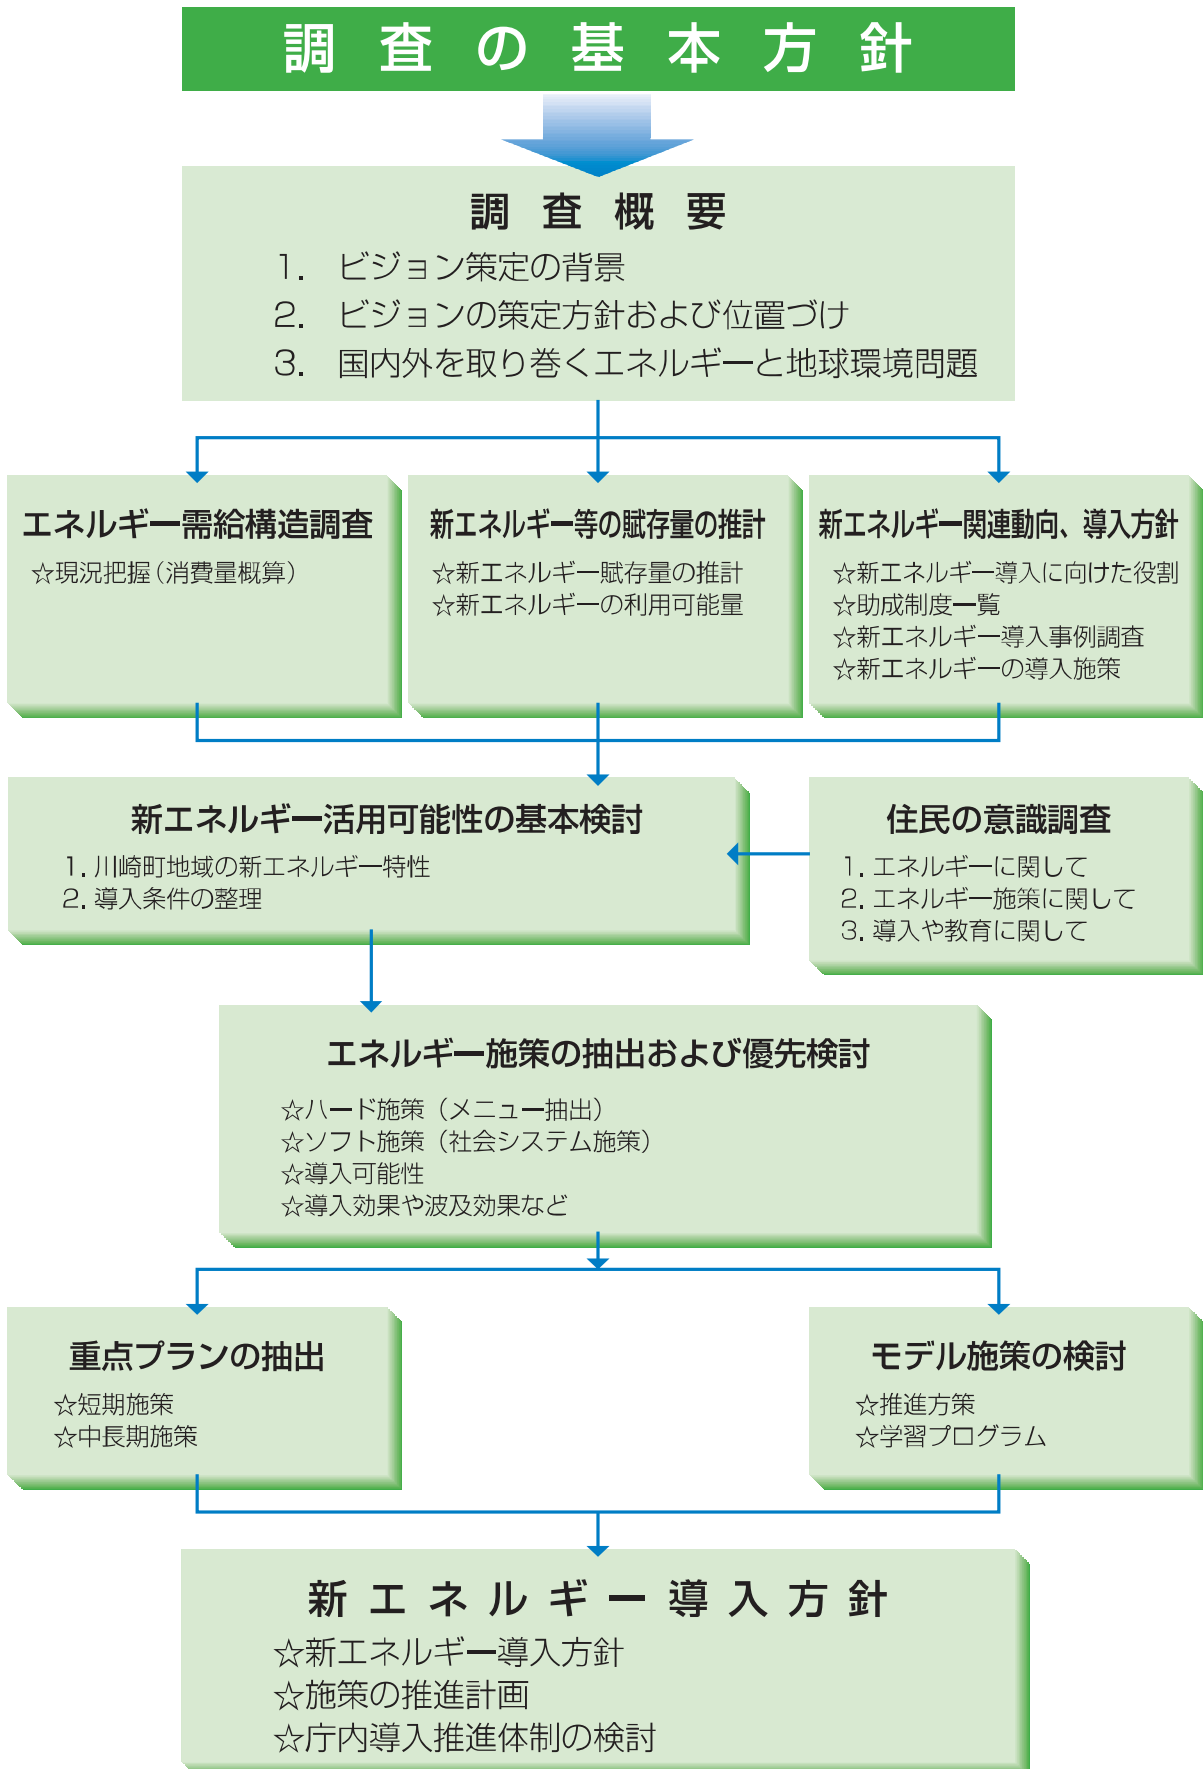 調査の基本方針
調査概要
1. ビジョン策定の背景
2. ビジョンの策定方針および位置づけ
3. 国内外を取り巻くエネルギーと地球環境問題
エネルギー需給構造調査
☆現況把握（消費量概算）
新エネルギー等の賦存量の推計
☆新エネルギー賦存量の推計
☆新エネルギーの利用可能量
新エネルギー関連動向、導入方針
☆新エネルギー導入に向けた役割
☆助成制度一覧
☆新エネルギー導入事例調査
☆新エネルギーの導入施策
新エネルギー活用可能性の基本検討
1. 川崎町地域の新エネルギー特性
2. 導入条件の整理
住民の意識調査
1. エネルギーに関して
2. エネルギー施策に関して
3. 導入や教育に関して
エネルギー施策の抽出および優先検討
☆ハード施策（メニュー抽出）
☆ソフト施策（社会システム施策）
☆導入可能性
☆導入効果や波及効果など
重点プランの抽出
☆短期施策
☆中長期施策
モデル施策の検討
☆推進方策
☆学習プログラム
新エネルギー導入方針
☆新エネルギー導入方針
☆施策の推進計画
☆庁内導入推進体制の検討